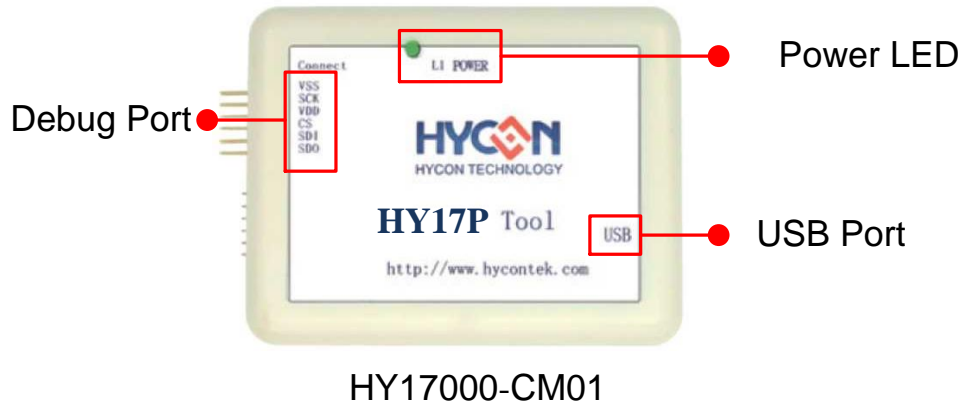 Power LED
Connect
L1 POWER
VSS
SCK
VDD
CS
SDI
SDO
Debug Port
HYCON
HYCON TECHNOLOGY
HY17P Tool
USB
USB Port
http://www.hycontek.com
HY17000-CM01